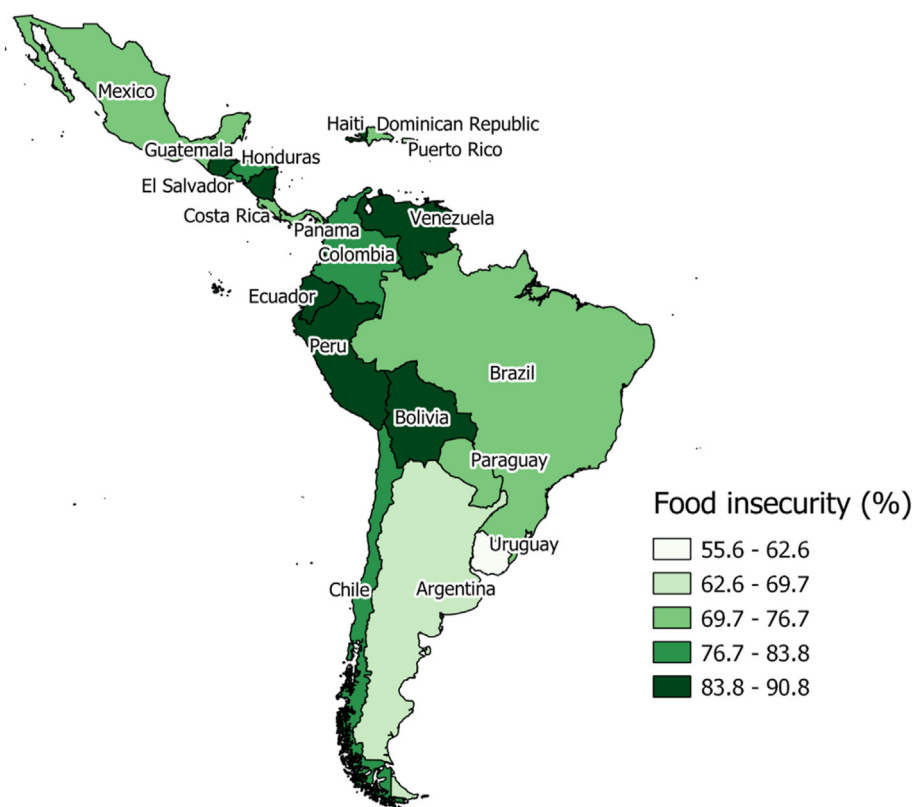 Mexico
Haiti Dominican Republic
Puerto Rico
Guatemala
Honduras
El Salvador
Costa Rica
Venezuela
Panama
Colombia
Ecuador
Peru
Brazil
Bolivia
Paraguay
Uruguay
Chile
Argentina
Food insecurity (%)
55.6 - 62.6
62.6 - 69.7
69.7 - 76.7
76.7 - 83.8
83.8 - 90.8